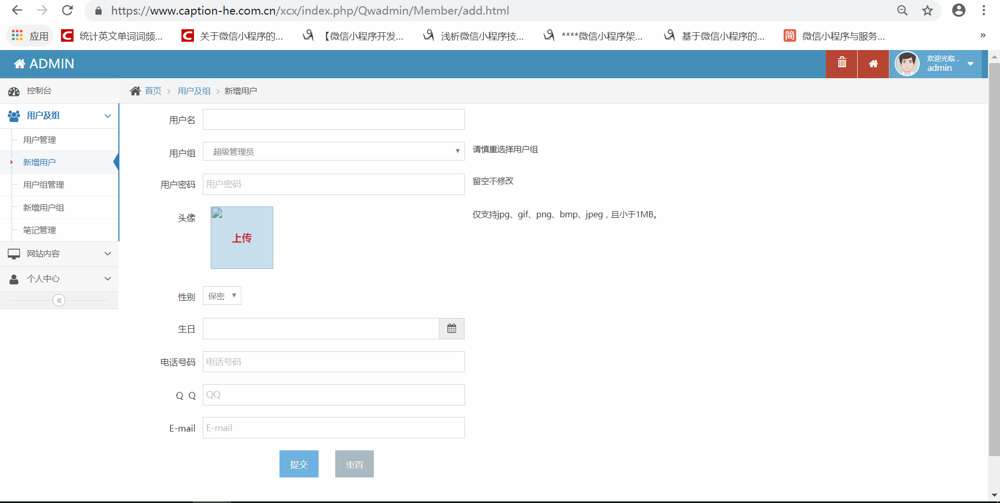 https://www.caption-he.com.cn/xcx/index.php/Qwadmin/Member/add.html
应用 统计英文单词词频... 关于微信小程序的... 【微信小程序开发... 浅析微信小程序技... ****微信小程序架... 基于微信小程序的... 简 微信小程序与服务... »
ADMIN
欢迎光临，
admin
控制台
用户及组
用户管理
新增用户
用户组管理
新增用户组
笔记管理
网站内容
个人中心
首页 > 用户及组 > 新增用户
用户名
用户组 超级管理员 请慎重选择用户组
用户密码 用户密码 留空不修改
头像 上传 仅支持jpg、gif、png、bmp、jpeg，且小于1MB。
性别 保密
生日
电话号码 电话号码
Q Q QQ
E-mail E-mail
提交 重置